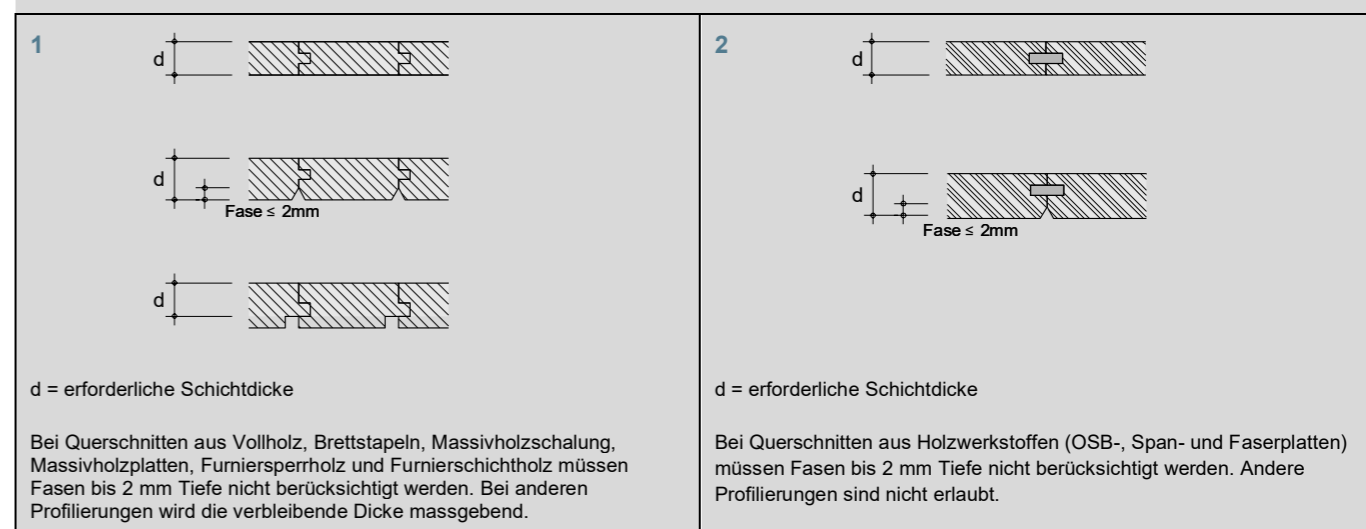 1
d
d
Fase ≤ 2mm
d
d = erforderliche Schichtdicke
Bei Querschnitten aus Vollholz, Brettstapeln, Massivholzschalung,
Massivholzplatten, Furniersperrholz und Furnierschichtholz müssen
Fasen bis 2 mm Tiefe nicht berücksichtigt werden. Bei anderen
Profilierungen wird die verbleibende Dicke massgebend.
2
d
d
Fase ≤ 2mm
d = erforderliche Schichtdicke
Bei Querschnitten aus Holzwerkstoffen (OSB-, Span- und Faserplatten)
müssen Fasen bis 2 mm Tiefe nicht berücksichtigt werden. Andere
Profilierungen sind nicht erlaubt.